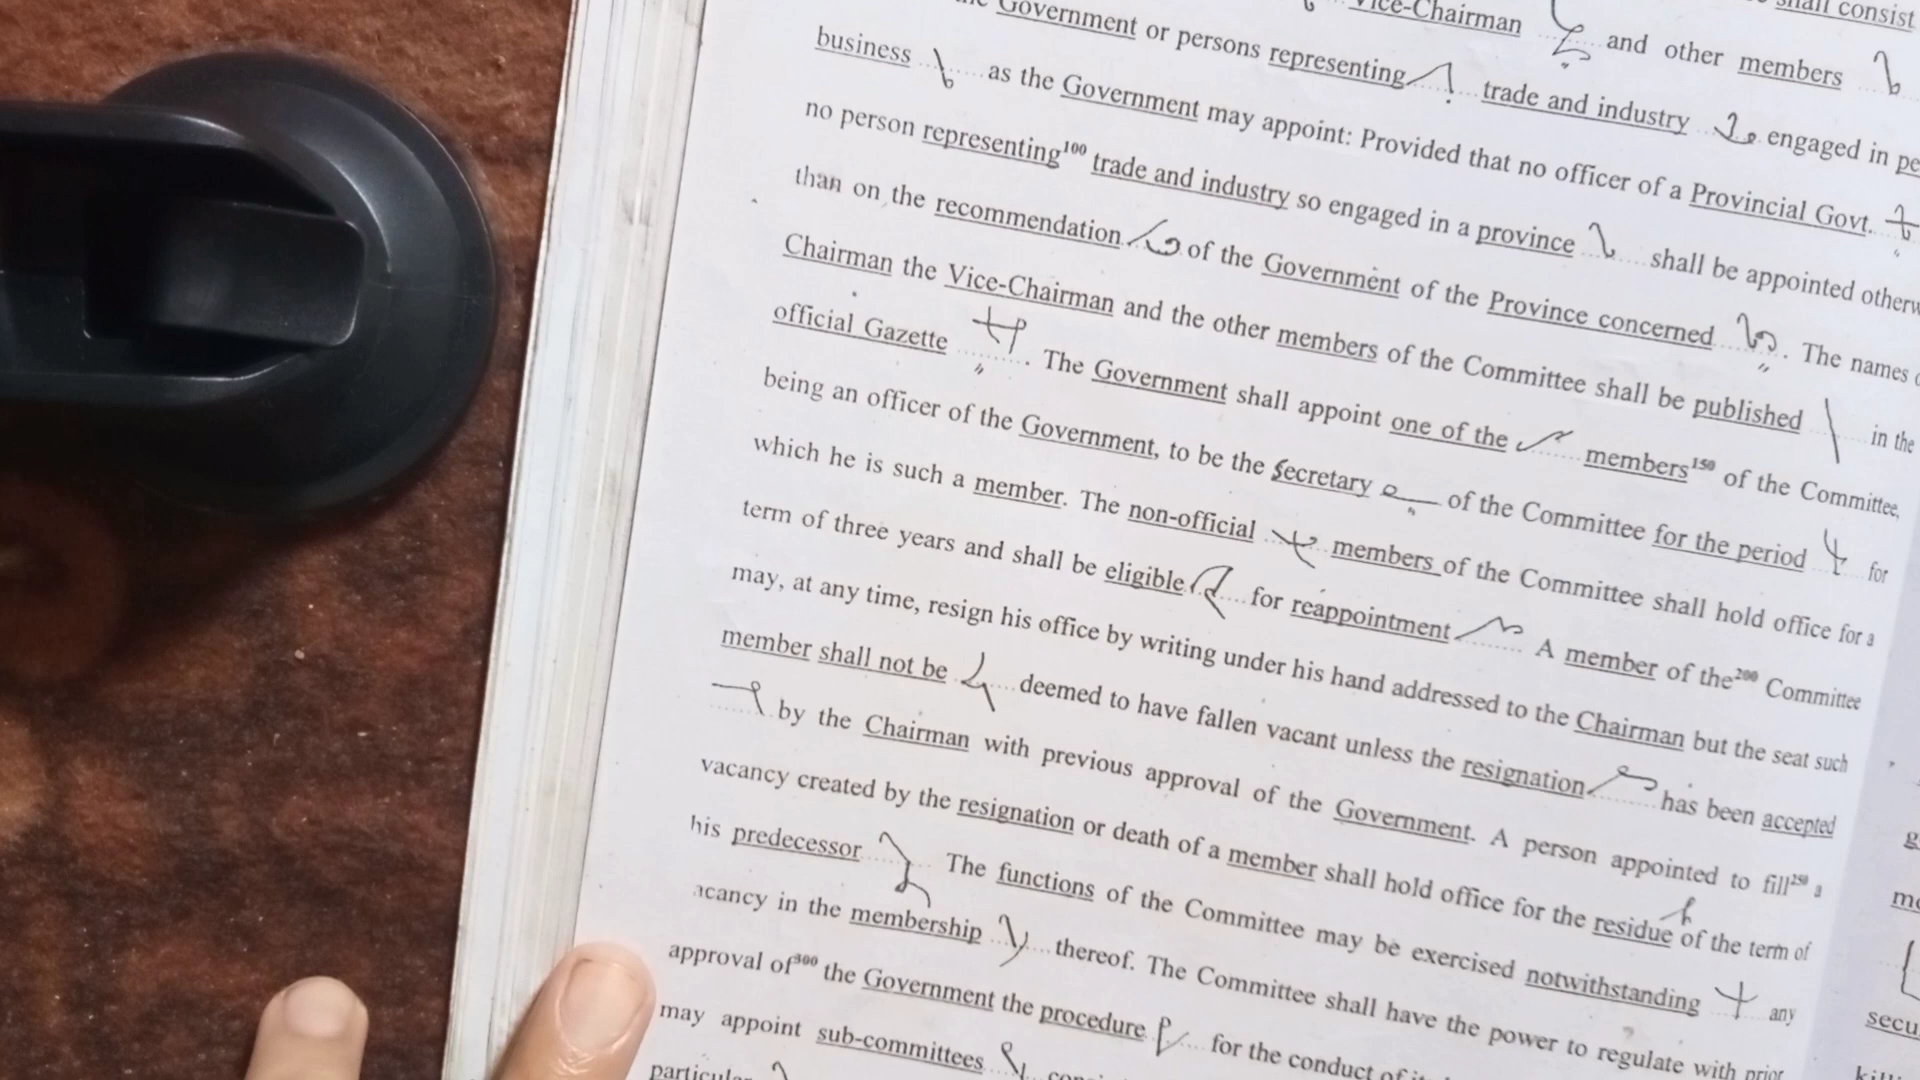 shall consist
Vice-Chairman and other members
Government or persons representing trade and industry engaged in
business as the Government may appoint: Provided that no officer of a Provincial Govt.
no person representing¹⁰⁰ trade and industry so engaged in a province shall be appointed
than on the recommendation of the Government of the Province concerned. The names
Chairman the Vice-Chairman and the other members of the Committee shall be published in the
official Gazette. The Government shall appoint one of the members¹⁵⁰ of the Committee,
being an officer of the Government, to be the secretary of the Committee for the period for
which he is such a member. The non-official members of the Committee shall hold office for a
term of three years and shall be eligible for reappointment A member of the²⁰⁰ Committee
may, at any time, resign his office by writing under his hand addressed to the Chairman but the seat such
member shall not be deemed to have fallen vacant unless the resignation has been accepted
by the Chairman with previous approval of the Government. A person appointed to fill²⁵⁰ a
vacancy created by the resignation or death of a member shall hold office for the residue of the term of
his predecessor The functions of the Committee may be exercised notwithstanding any
acancy in the membership thereof. The Committee shall have the power to regulate with prior
approval of³⁰⁰ the Government the procedure for the conduct of
may appoint sub-committees
particular